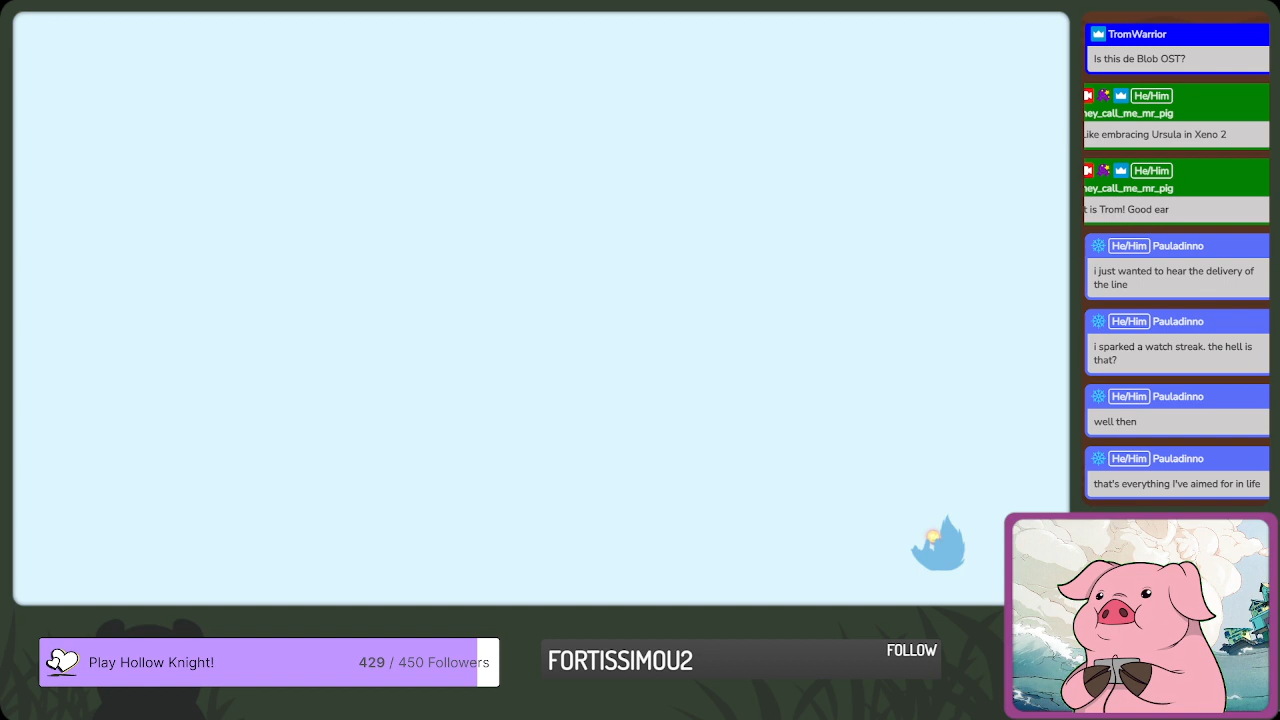 TromWarrior
Is this de Blob OST?
He/Him
hey_call_me_mr_pig
like embracing Ursula in Xeno 2
He/Him
hey_call_me_mr_pig
t is Trom! Good ear
He/Him Pauladinno
i just wanted to hear the delivery of
the line
He/Him Pauladinno
i sparked a watch streak. the hell is
that?
He/Him Pauladinno
well then
He/Him Pauladinno
that's everything I've aimed for in life
Play Hollow Knight! 429 / 450 Followers
FORTISSIMOU2
FOLLOW